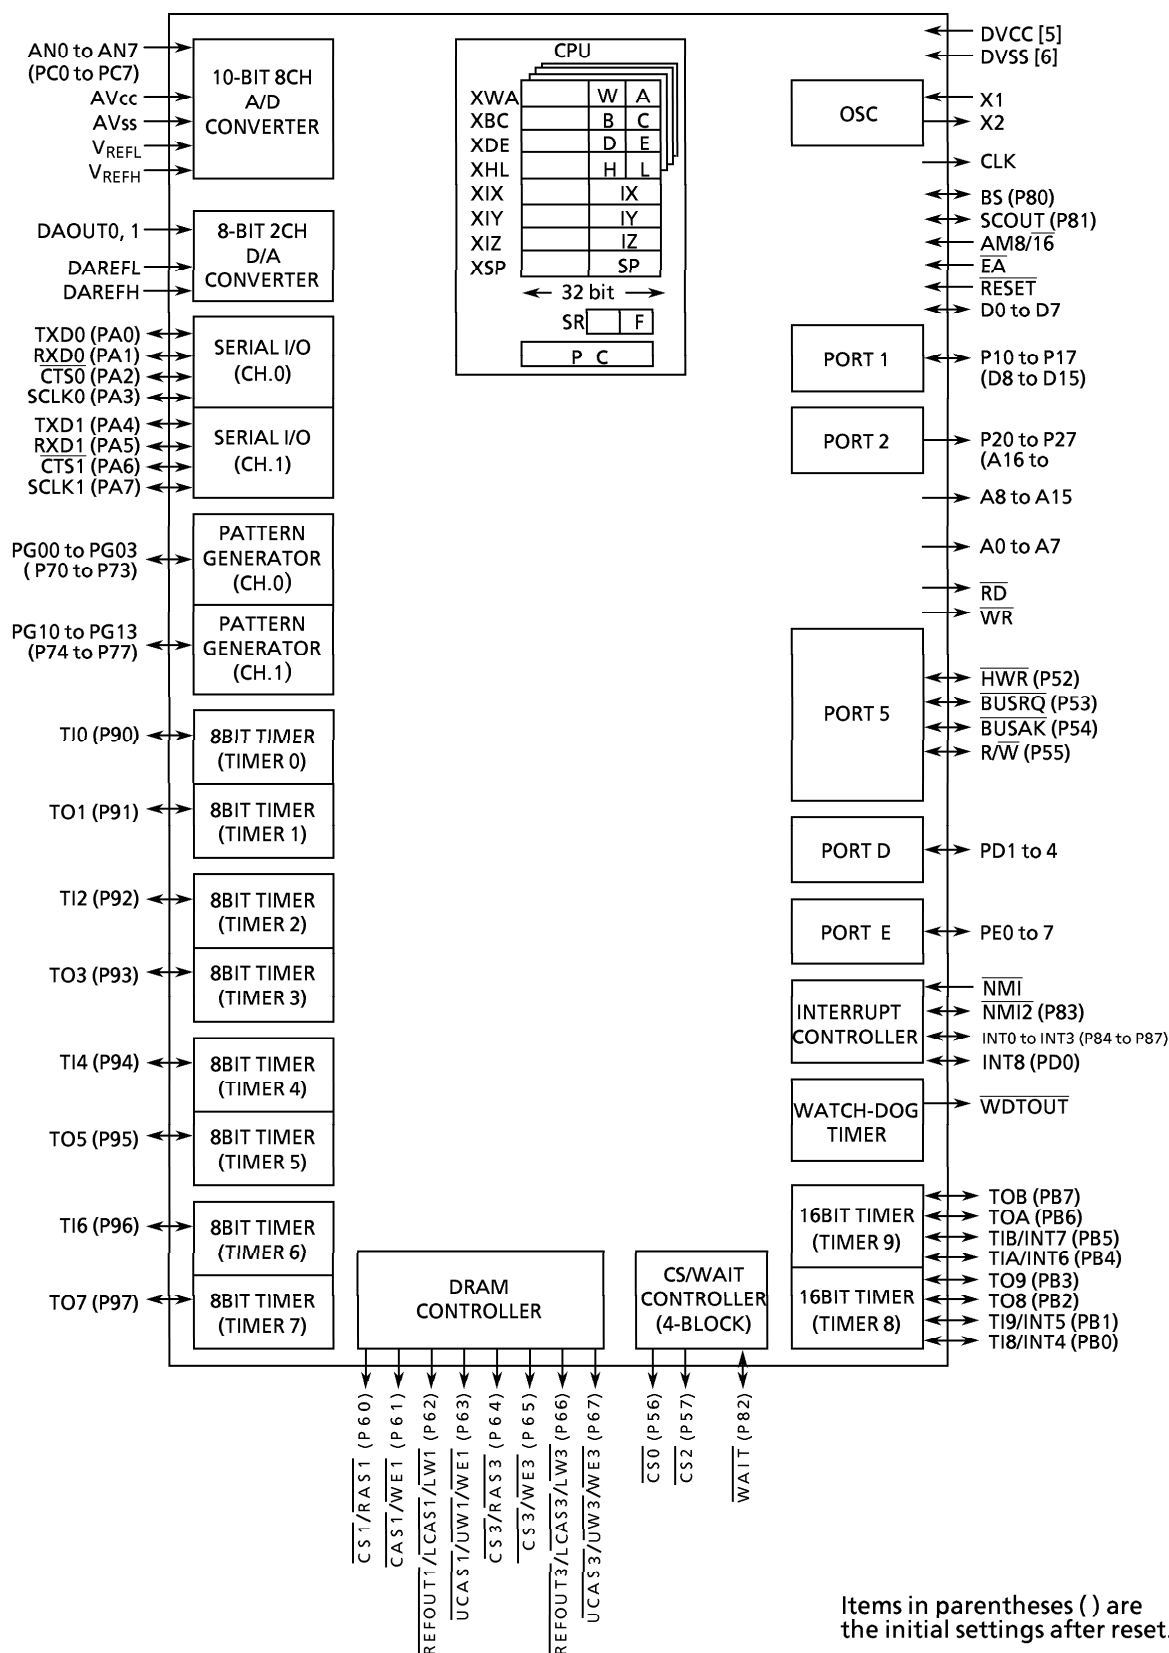 AN0 to AN7
(PC0 to PC7)
AVcc
AVss
VREFL
VREFH
10-BIT 8CH
A/D
CONVERTER
DAOUT0, 1
DAREFL
DAREFH
8-BIT 2CH
D/A
CONVERTER
TXD0 (PA0)
RXD0 (PA1)
CTS0 (PA2)
SCLK0 (PA3)
SERIAL I/O
(CH.0)
TXD1 (PA4)
RXD1 (PA5)
CTS1 (PA6)
SCLK1 (PA7)
SERIAL I/O
(CH.1)
PG00 to PG03
( P70 to P73)
PATTERN
GENERATOR
(CH.0)
PG10 to PG13
(P74 to P77)
PATTERN
GENERATOR
(CH.1)
TI0 (P90)
8BIT TIMER
(TIMER 0)
TO1 (P91)
8BIT TIMER
(TIMER 1)
TI2 (P92)
8BIT TIMER
(TIMER 2)
TO3 (P93)
8BIT TIMER
(TIMER 3)
TI4 (P94)
8BIT TIMER
(TIMER 4)
TO5 (P95)
8BIT TIMER
(TIMER 5)
TI6 (P96)
8BIT TIMER
(TIMER 6)
TO7 (P97)
8BIT TIMER
(TIMER 7)
CPU
XWA W A
XBC B C
XDE D E
XHL H L
XIX IX
XIY IY
XIZ IZ
XSP SP
32 bit
SR F
P C
DVCC [5]
DVSS [6]
OSC
X1
X2
CLK
BS (P80)
SCOUT (P81)
AM8/16
EA
RESET
D0 to D7
PORT 1
P10 to P17
(D8 to D15)
PORT 2
P20 to P27
(A16 to
A8 to A15
A0 to A7
RD
WR
PORT 5
HWR (P52)
BUSRQ (P53)
BUSAK (P54)
R/W (P55)
PORT D
PD1 to 4
PORT E
PE0 to 7
INTERRUPT
CONTROLLER
NMI
NMI2 (P83)
INT0 to INT3 (P84 to P87)
INT8 (PD0)
WATCH-DOG
TIMER
WDTOUT
16BIT TIMER
(TIMER 9)
TOB (PB7)
TOA (PB6)
TIB/INT7 (PB5)
TIA/INT6 (PB4)
16BIT TIMER
(TIMER 8)
TO9 (PB3)
TO8 (PB2)
TI9/INT5 (PB1)
TI8/INT4 (PB0)
DRAM
CONTROLLER
CS1/RAS1 (P60)
CAS1/WE1 (P61)
REFOUT1/LCAS1/LW1 (P62)
UCAS1/UW1/WE1 (P63)
CS3/RAS3 (P64)
CS3/WE3 (P65)
REFOUT3/LCAS3/LW3 (P66)
UCAS3/UW3/WE3 (P67)
CS/WAIT
CONTROLLER
(4-BLOCK)
CS0 (P56)
CS2 (P57)
WAIT (P82)
Items in parentheses ( ) are
the initial settings after reset.